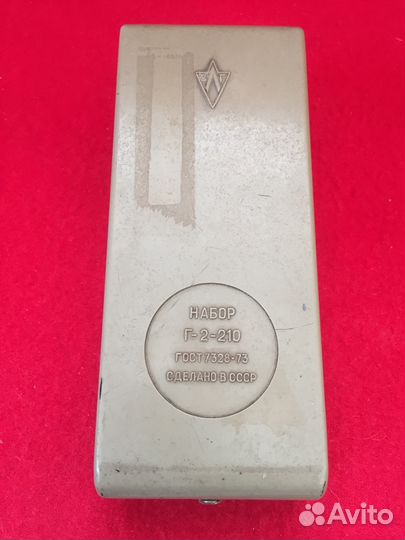 НАБОР
Г-2-210
ГОСТ 7328-73
СДЕЛАНО В СССР
Avito